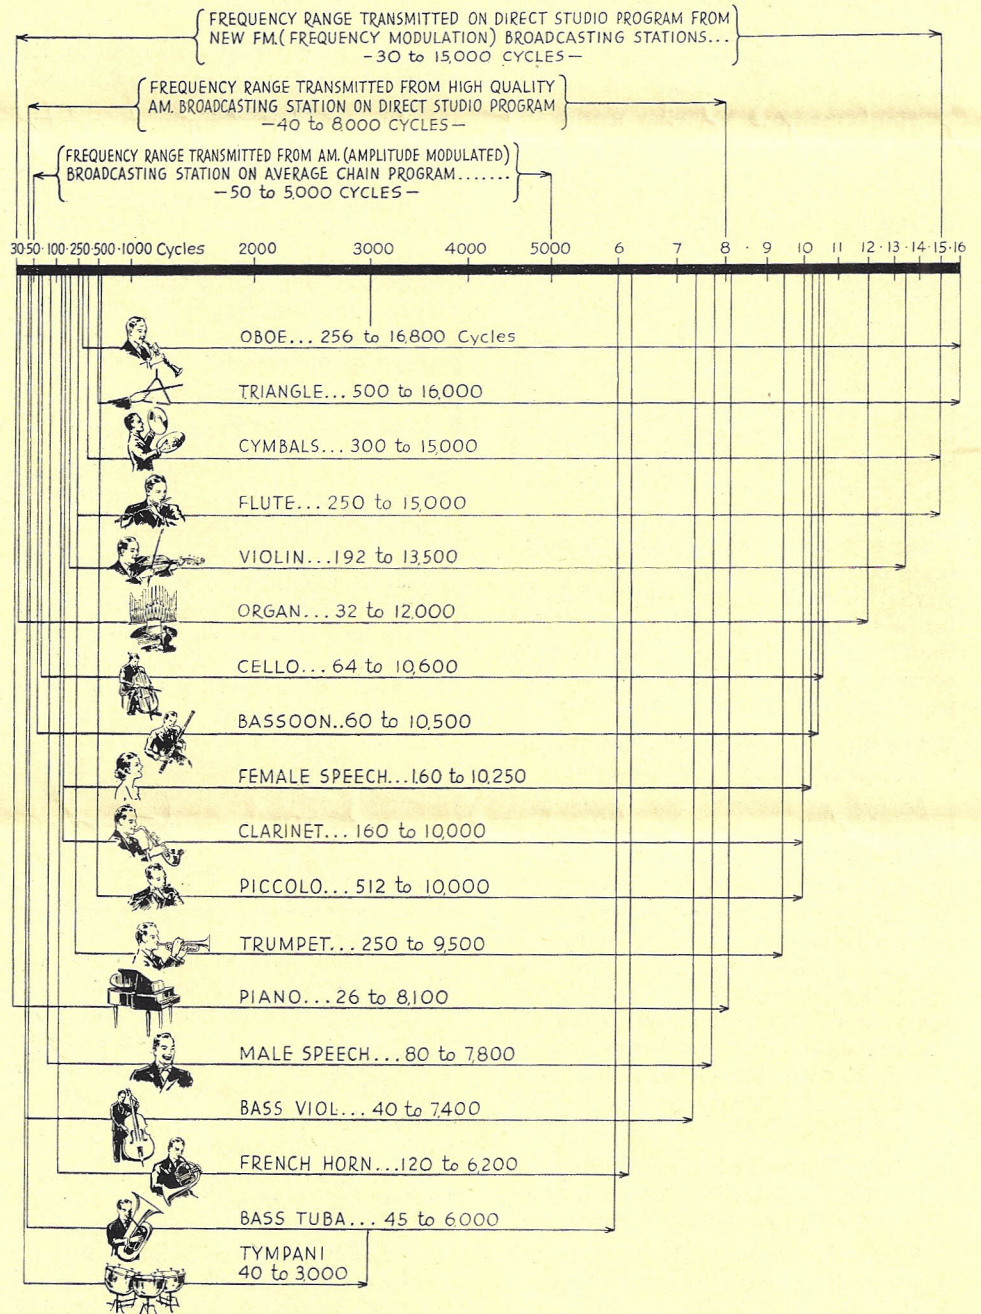 FREQUENCY RANGE TRANSMITTED ON DIRECT STUDIO PROGRAM FROM
NEW FM.(FREQUENCY MODULATION) BROADCASTING STATIONS...
-30 to 15,000 CYCLES-
FREQUENCY RANGE TRANSMITTED FROM HIGH QUALITY
AM. BROADCASTING STATION ON DIRECT STUDIO PROGRAM
-40 to 8,000 CYCLES-
FREQUENCY RANGE TRANSMITTED FROM AM.(AMPLITUDE MODULATED)
BROADCASTING STATION ON AVERAGE CHAIN PROGRAM.......
-50 to 5,000 CYCLES-
30·50·100·250·500·1000 Cycles 2000 3000 4000 5000 6 7 8 · 9 10 11 12·13·14·15·16
OBOE... 256 to 16,800 Cycles
TRIANGLE... 500 to 16,000
CYMBALS... 300 to 15,000
FLUTE... 250 to 15,000
VIOLIN...192 to 13,500
ORGAN... 32 to 12,000
CELLO... 64 to 10,600
BASSOON..60 to 10,500
FEMALE SPEECH...160 to 10,250
CLARINET... 160 to 10,000
PICCOLO...512 to 10,000
TRUMPET... 250 to 9,500
PIANO... 26 to 8,100
MALE SPEECH...80 to 7,800
BASS VIOL... 40 to 7,400
FRENCH HORN...120 to 6,200
BASS TUBA... 45 to 6,000
TYMPANI
40 to 3,000